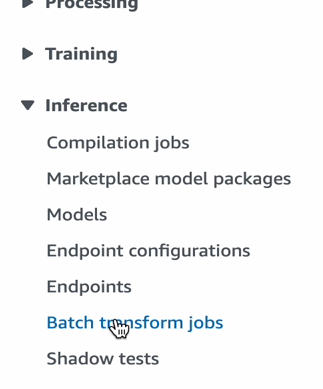 Processing
Training
Inference
Compilation jobs
Marketplace model packages
Models
Endpoint configurations
Endpoints
Batch transform jobs
Shadow tests